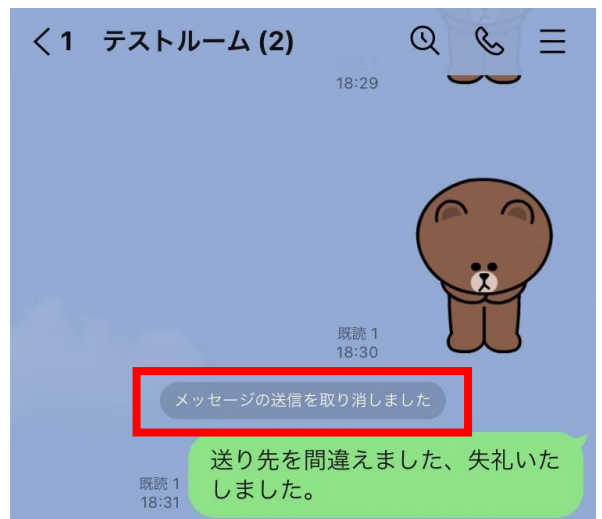 1 テストルーム (2)
18:29
既読 1
18:30
メッセージの送信を取り消しました
送り先を間違えました、失礼いた
しました。
既読 1
18:31